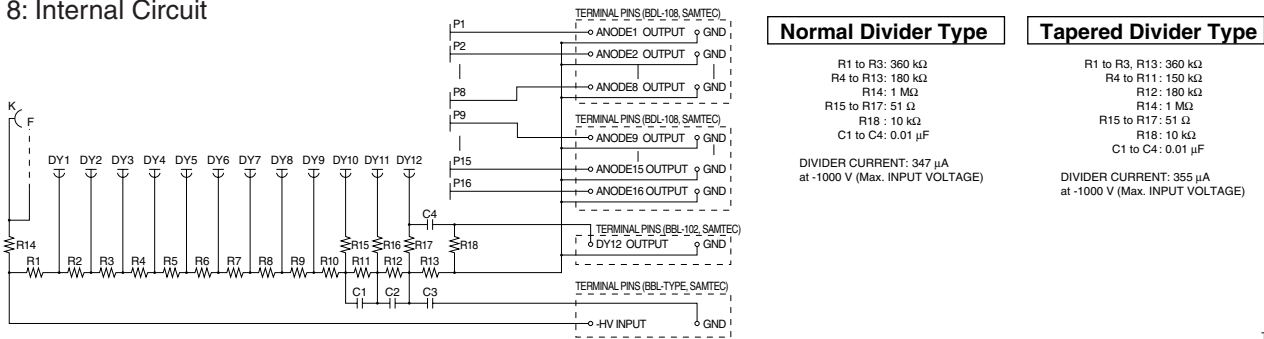 8: Internal Circuit
TERMINAL PINS (BDL-108, SAMTEC)
P1
ANODE1 OUTPUT GND
P2
ANODE2 OUTPUT GND
P8
ANODE8 OUTPUT GND
P9
TERMINAL PINS (BDL-108, SAMTEC)
ANODE9 OUTPUT GND
P15
ANODE15 OUTPUT GND
P16
ANODE16 OUTPUT GND
K
F
DY1 DY2 DY3 DY4 DY5 DY6 DY7 DY8 DY9 DY10 DY11 DY12
C4
TERMINAL PINS (BBL-102, SAMTEC)
DY12 OUTPUT GND
R14 R15 R16 R17 R18
R1 R2 R3 R4 R5 R6 R7 R8 R9 R10 R11 R12 R13
C1 C2 C3
TERMINAL PINS (BBL-TYPE, SAMTEC)
-HV INPUT GND
Normal Divider Type
R1 to R3: 360 kΩ
R4 to R13: 180 kΩ
R14: 1 MΩ
R15 to R17: 51 Ω
R18 : 10 kΩ
C1 to C4: 0.01 μF
DIVIDER CURRENT: 347 μA
at -1000 V (Max. INPUT VOLTAGE)
Tapered Divider Type
R1 to R3, R13: 360 kΩ
R4 to R11: 150 kΩ
R12: 180 kΩ
R14: 1 MΩ
R15 to R17: 51 Ω
R18: 10 kΩ
C1 to C4: 0.01 μF
DIVIDER CURRENT: 355 μA
at -1000 V (Max. INPUT VOLTAGE)